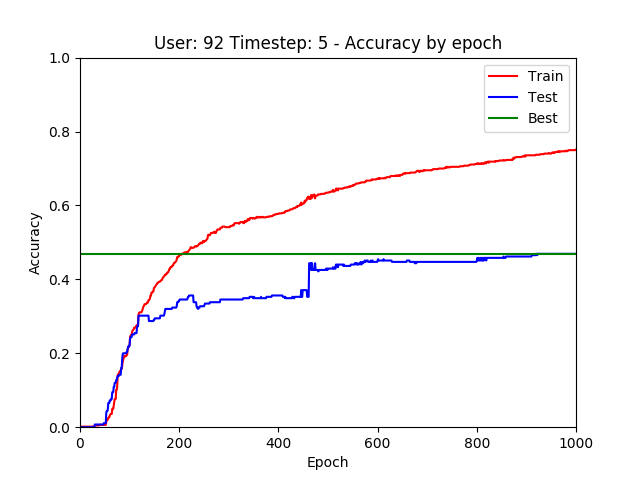 User: 92 Timestep: 5 - Accuracy by epoch
1.0
0.8
0.6
0.4
0.2
0.0
Accuracy
Train
Test
Best
0 200 400 600 800 1000
Epoch